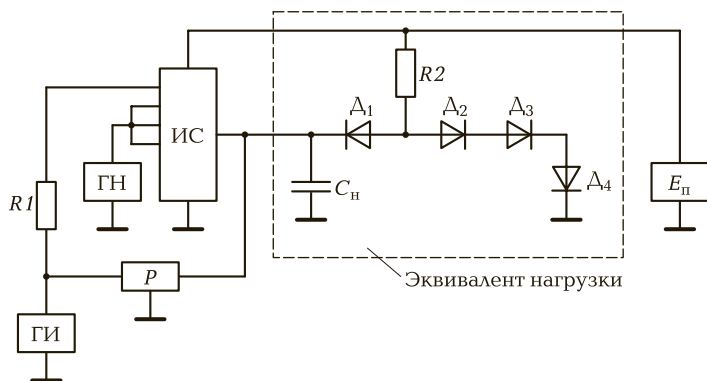 R2
Д₁
Д₂
Д₃
ИС
ГН
Cн
Д₄
Eп
R1
P
Эквивалент нагрузки
ГИ